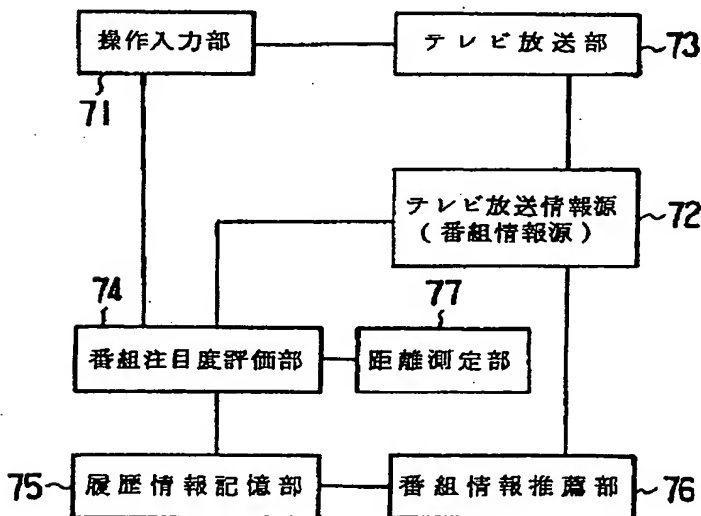 操作入力部
テレビ放送部
73
71
テレビ放送情報源
(番組情報源)
72
74
77
番組注目度評価部
距離測定部
75
履歴情報記憶部
番組情報推薦部
76